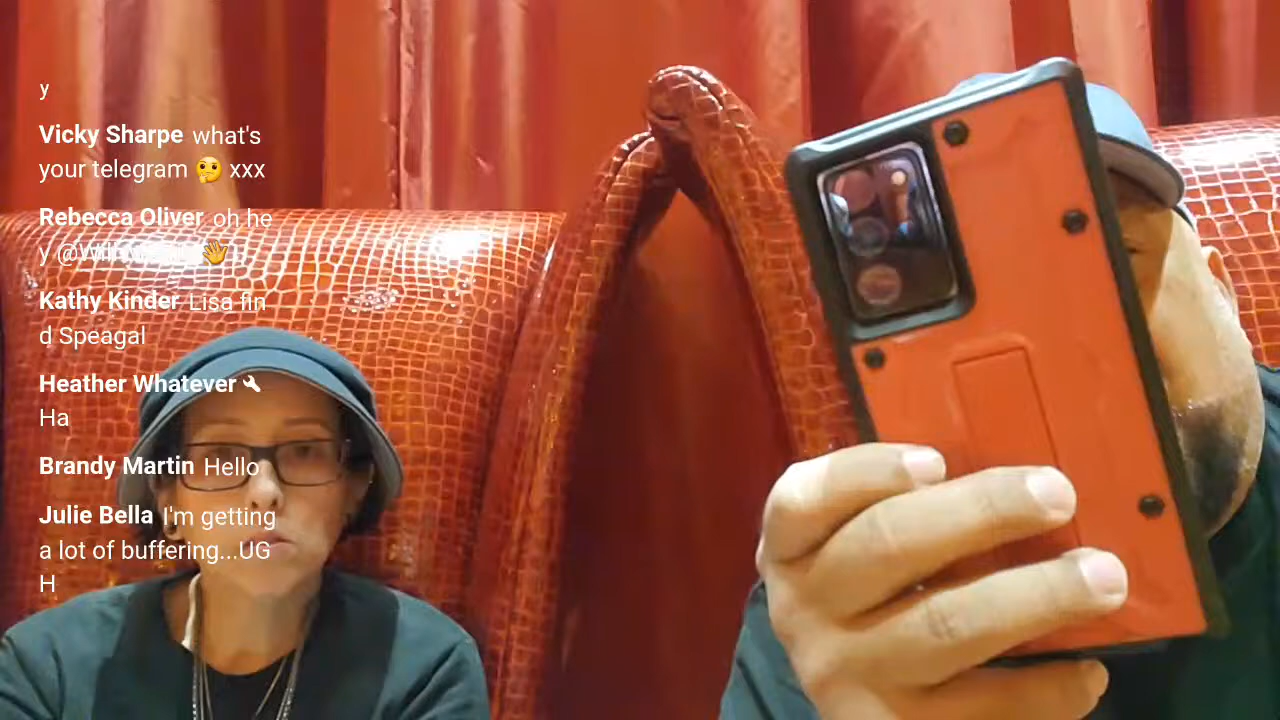 y
Vicky Sharpe what's
your telegram 🤔 xxx
Rebecca Oliver oh he
y 👋
Kathy Kinder Lisa fin
d Speagal
Heather Whatever 🔧
Ha
Brandy Martin Hello
Julie Bella I'm getting
a lot of buffering...UG
H